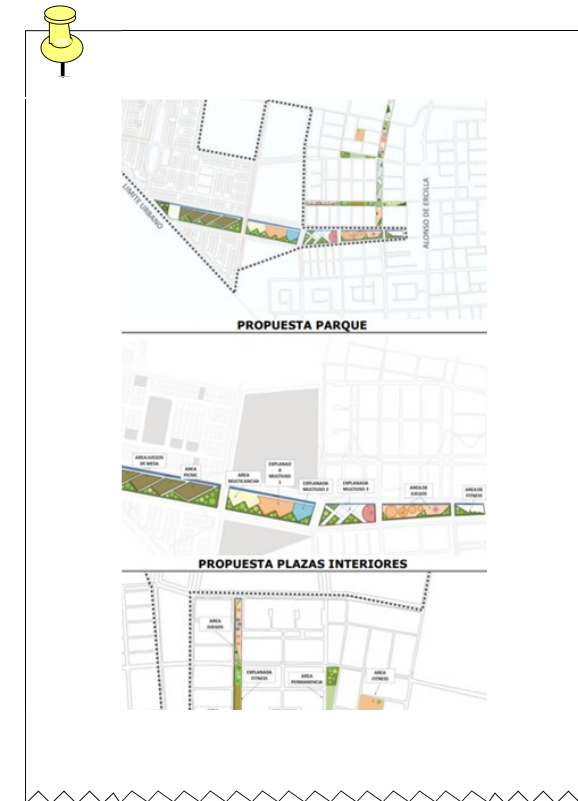 LIMITE URBANO
ALONSO DE ERCILLA
PROPUESTA PARQUE
AREA JUEGOS
DE MESA
AREA
PICNIC
AREA
MULTICANCHA
EXPLANAD
A
MULTIUSO
1
EXPLANADA
MULTIUSO 2
EXPLANADA
MULTIUSO 3
AREA DE
JUEGOS
AREA DE
FITNESS
PROPUESTA PLAZAS INTERIORES
AREA
JUEGOS
EXPLANADA
FITNESS
AREA
PERMANENCIA
AREA
FITNESS